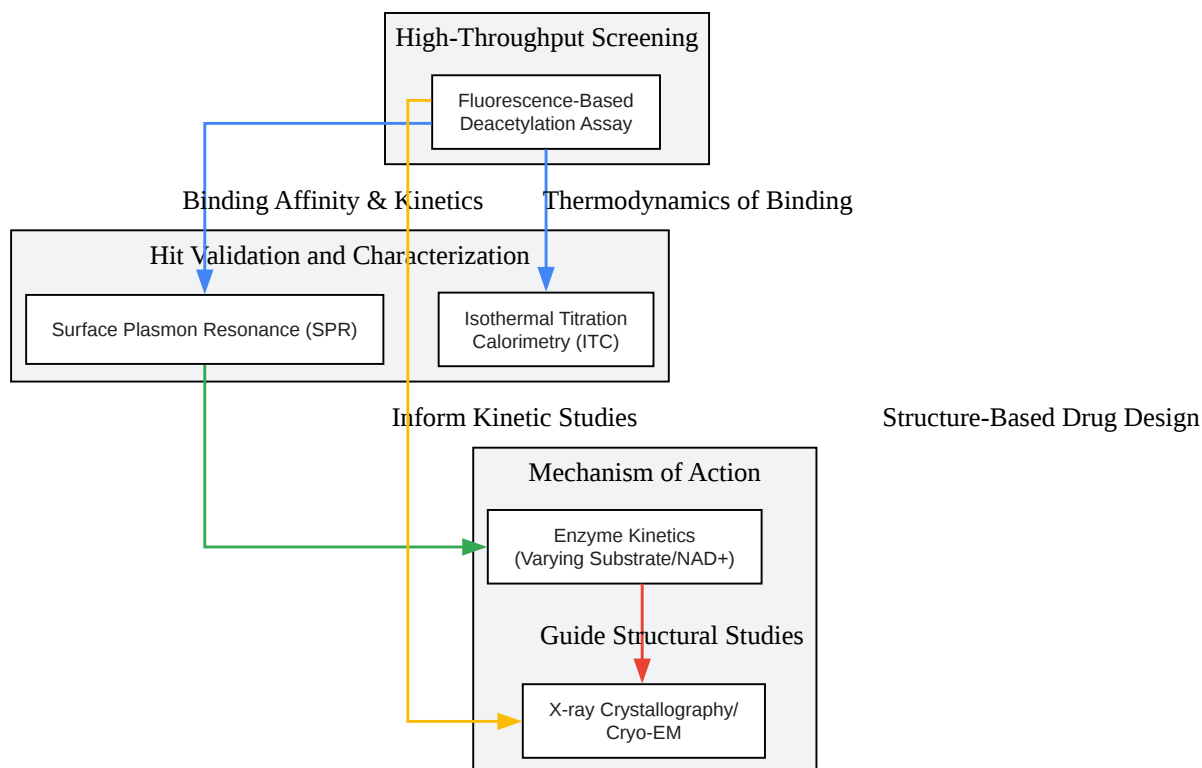 High-Throughput Screening
Fluorescence-Based
Deacetylation Assay
Binding Affinity & Kinetics
Thermodynamics of Binding
Hit Validation and Characterization
Surface Plasmon Resonance (SPR)
Isothermal Titration
Calorimetry (ITC)
Inform Kinetic Studies
Structure-Based Drug Design
Mechanism of Action
Enzyme Kinetics
(Varying Substrate/NAD+)
Guide Structural Studies
X-ray Crystallography/
Cryo-EM